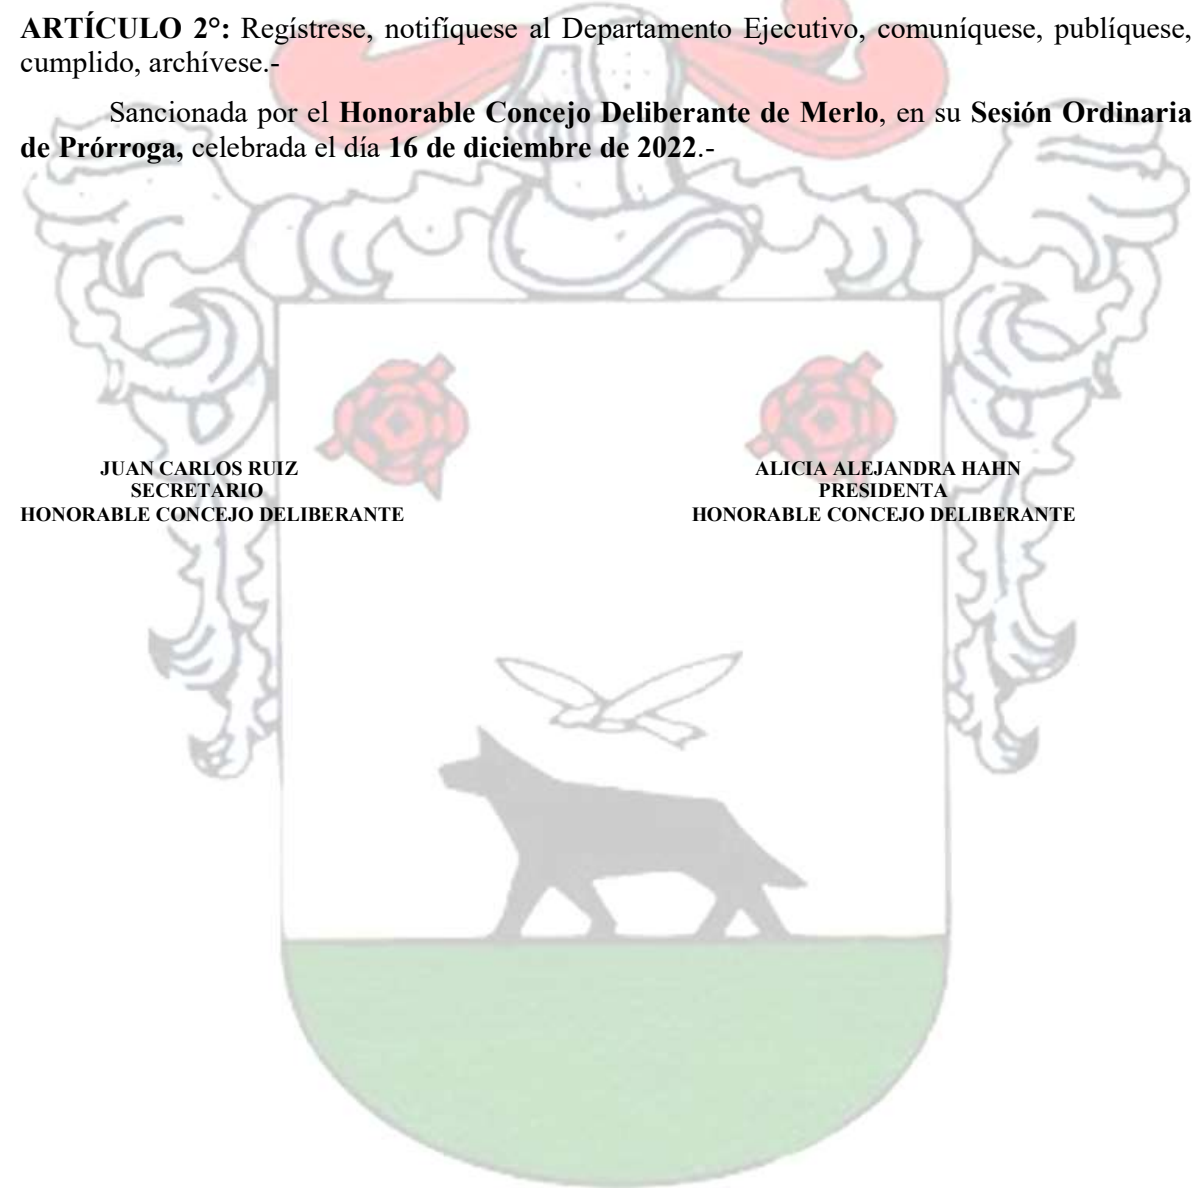 ARTÍCULO 2°: Regístrese, notifíquese al Departamento Ejecutivo, comuníquese, publíquese,
cumplido, archívese.-
Sancionada por el Honorable Concejo Deliberante de Merlo, en su Sesión Ordinaria
de Prórroga, celebrada el día 16 de diciembre de 2022.-
JUAN CARLOS RUIZ
SECRETARIO
HONORABLE CONCEJO DELIBERANTE
ALICIA ALEJANDRA HAHN
PRESIDENTA
HONORABLE CONCEJO DELIBERANTE